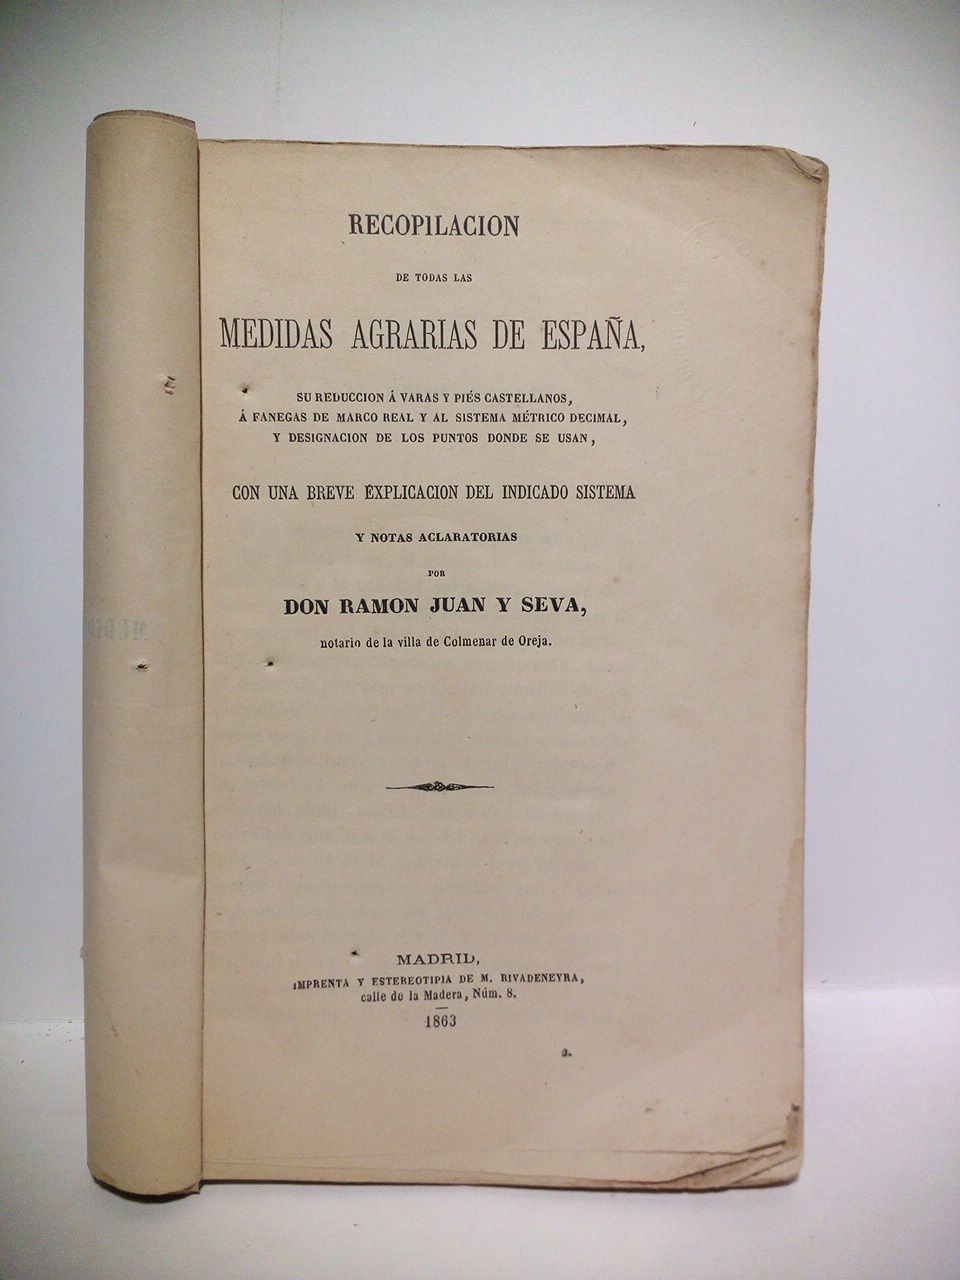 RECOPILACION
DE TODAS LAS
MEDIDAS AGRARIAS DE ESPAÑA,
SU REDUCCION Á VARAS Y PIÉS CASTELLANOS,
Á FANEGAS DE MARCO REAL Y AL SISTEMA MÉTRICO DECIMAL,
Y DESIGNACION DE LOS PUNTOS DONDE SE USAN,
CON UNA BREVE EXPLICACION DEL INDICADO SISTEMA
Y NOTAS ACLARATORIAS
POR
DON RAMON JUAN Y SEVA,
notario de la villa de Colmenar de Oreja.
MADRID,
IMPRENTA Y ESTEREOTIPIA DE M. RIVADENEYRA,
calle de la Madera, Núm. 8.
1863